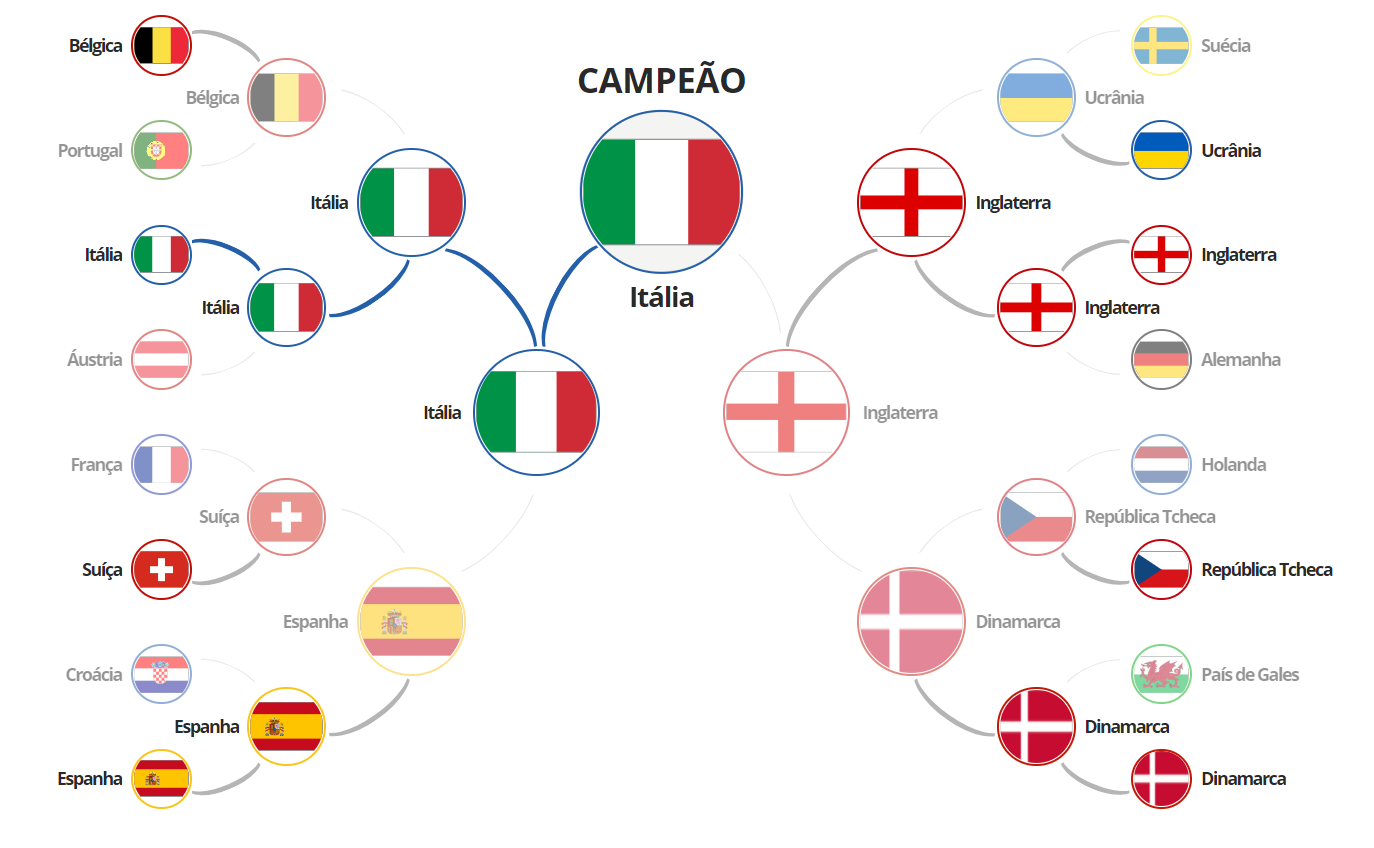 Bélgica
Bélgica
Portugal
Itália
Itália
Itália
Áustria
Itália
França
Suíça
Suíça
Espanha
Croácia
Espanha
Espanha
CAMPEÃO
Itália
Suécia
Ucrânia
Ucrânia
Inglaterra
Inglaterra
Inglaterra
Alemanha
Inglaterra
Holanda
República Tcheca
República Tcheca
Dinamarca
País de Gales
Dinamarca
Dinamarca